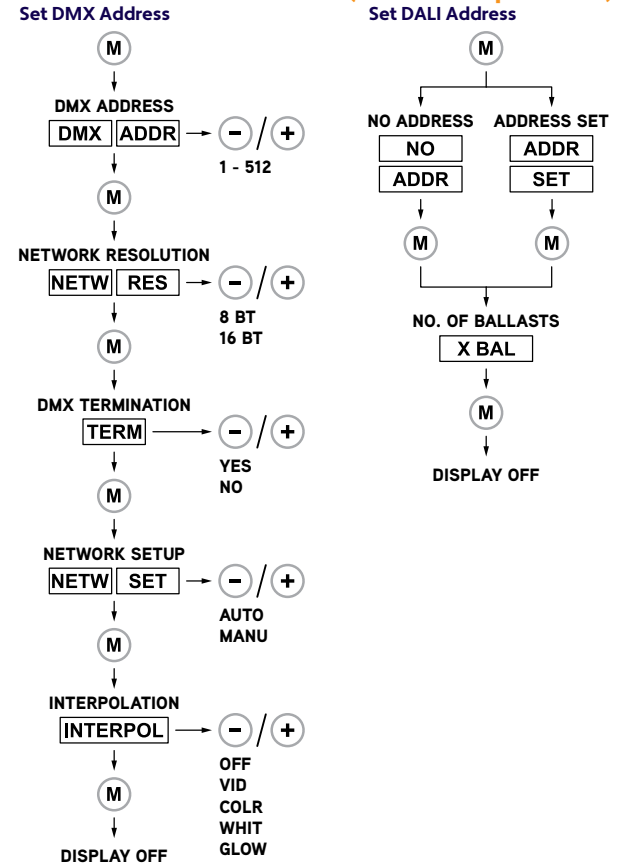 Set DMX Address
M
DMX ADDRESS
DMX ADDR - / +
1 - 512
M
NETWORK RESOLUTION
NETW RES - / +
8 BT
16 BT
M
DMX TERMINATION
TERM - / +
YES
NO
M
NETWORK SETUP
NETW SET - / +
AUTO
MANU
M
INTERPOLATION
INTERPOL - / +
OFF
VID
COLR
WHIT
GLOW
M
DISPLAY OFF
Set DALI Address
M
NO ADDRESS
NO
ADDR
M
ADDRESS SET
ADDR
SET
M
NO. OF BALLASTS
X BAL
M
DISPLAY OFF